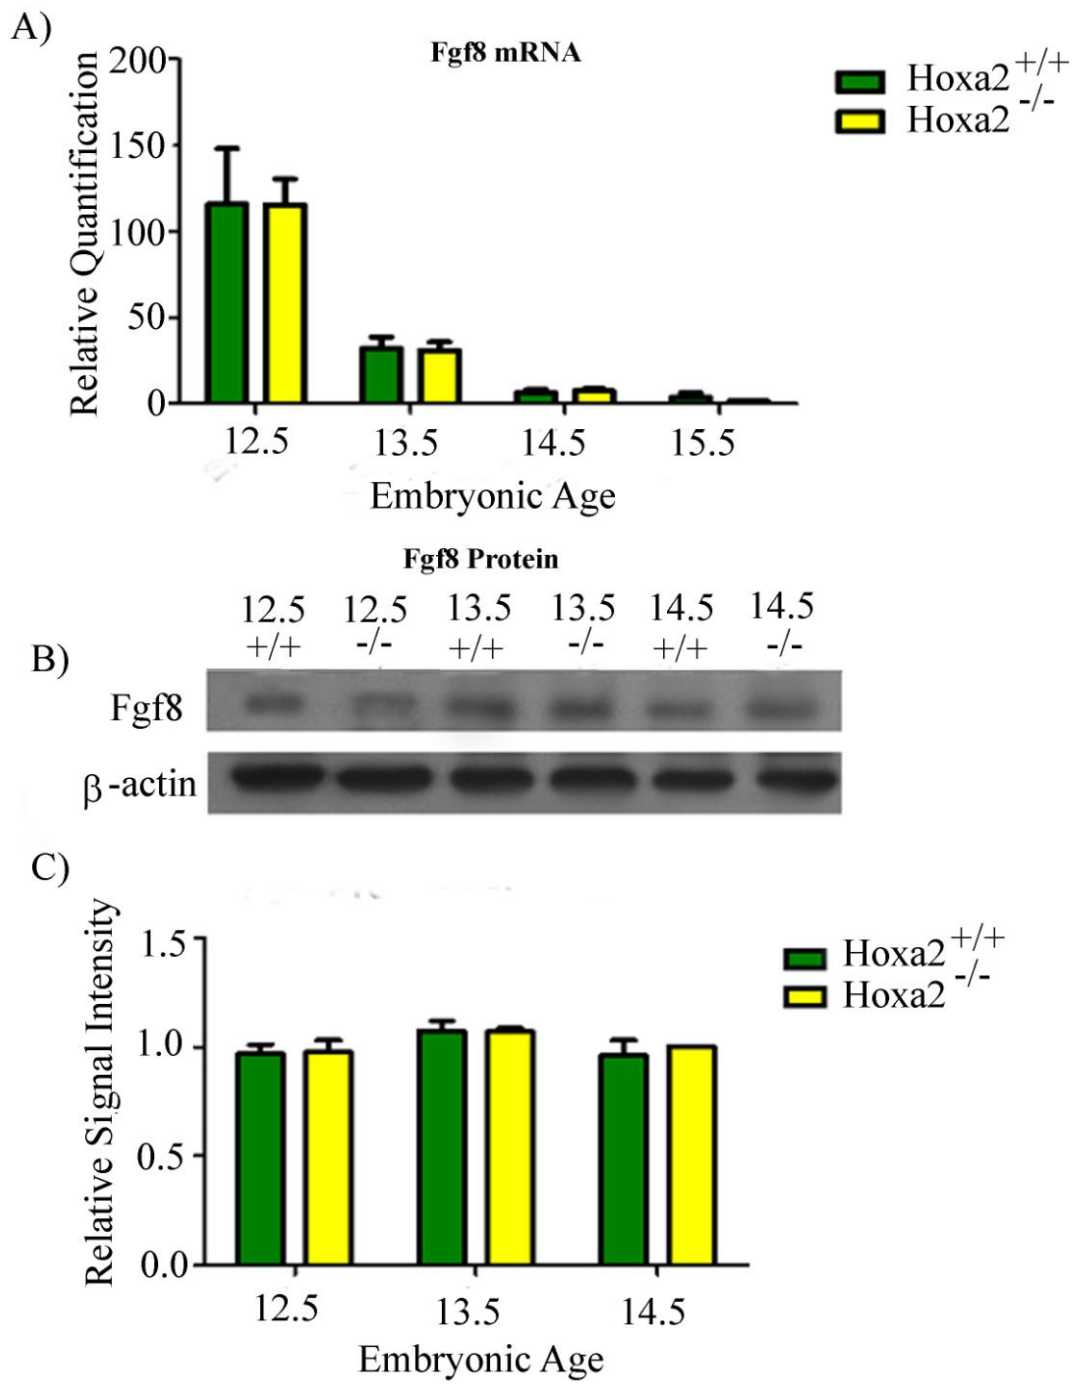 A)
Fgf8 mRNA
Hoxa2 +/+
Hoxa2 -/-
Relative Quantification
200
150
100
50
0
12.5 13.5 14.5 15.5
Embryonic Age
Fgf8 Protein
12.5 12.5 13.5 13.5 14.5 14.5
+/+ -/- +/+ -/- +/+ -/-
B)
Fgf8
β-actin
C)
Hoxa2 +/+
Hoxa2 -/-
Relative Signal Intensity
1.5
1.0
0.5
0.0
12.5 13.5 14.5
Embryonic Age